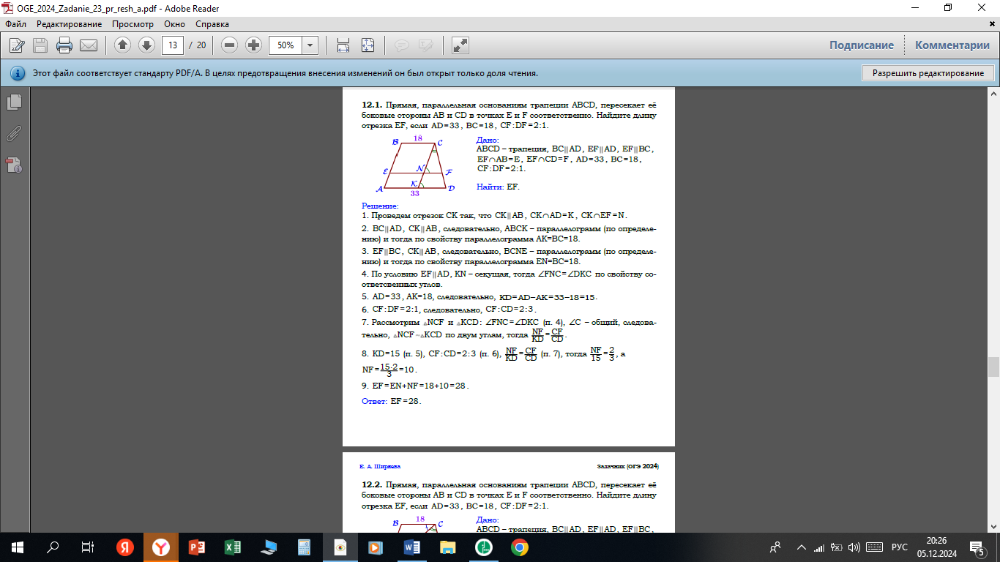 OGE_2024_Zadanie_23_pr_resh_a.pdf - Adobe Reader
Файл Редактирование Просмотр Окно Справка
13 / 20 50% Подписание Комментарии
Этот файл соответствует стандарту PDF/A. В целях предотвращения внесения изменений он был открыт только доля чтения. Разрешить редактирование
12.1. Прямая, параллельная основаниям трапеции ABCD, пересекает её
боковые стороны AB и CD в точках E и F соответственно. Найдите длину
отрезка EF, если AD=33, BC=18, CF:DF=2:1.
B 18 C
E N F
A K D
33
Дано:
ABCD – трапеция, BC∥AD, EF∥AD, EF∥BC,
EF∩AB=E, EF∩CD=F, AD=33, BC=18,
CF:DF=2:1.
Найти: EF.
Решение:
1. Проведем отрезок CK так, что CK∥AB, CK∩AD=K, CK∩EF=N.
2. BC∥AD, CK∥AB, следовательно, ABCK – параллелограмм (по определе-
нию) и тогда по свойству параллелограмма AK=BC=18.
3. EF∥BC, CK∥AB, следовательно, BCNE – параллелограмм (по определе-
нию) и тогда по свойству параллелограмма EN=BC=18.
4. По условию EF∥AD, KN – секущая, тогда ∠FNC=∠DKC по свойству со-
ответсвенных углов.
5. AD=33, AK=18, следовательно, KD=AD−AK=33−18=15.
6. CF:DF=2:1, следовательно, CF:CD=2:3.
7. Рассмотрим △NCF и △KCD: ∠FNC=∠DKC (п. 4), ∠C – общий, следова-
тельно, △NCF~△KCD по двум углам, тогда NF/KD=CF/CD.
8. KD=15 (п. 5), CF:CD=2:3 (п. 6), NF/KD=CF/CD (п. 7), тогда NF/15=2/3, а
NF=15·2/3=10.
9. EF=EN+NF=18+10=28.
Ответ: EF=28.
Е. А. Ширяева Задачник (ОГЭ 2024)
12.2. Прямая, параллельная основаниям трапеции ABCD, пересекает её
боковые стороны AB и CD в точках E и F соответственно. Найдите длину
отрезка EF, если AD=33, BC=18, CF:DF=2:1.
B 18 C
Дано:
ABCD – трапеция, BC∥AD, EF∥AD, EF∥BC,
РУС
20:26
05.12.2024
5